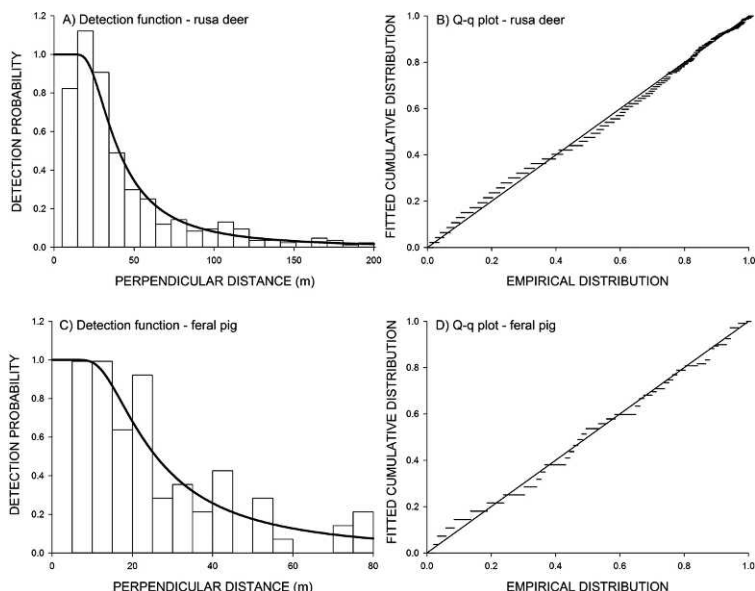 A) Detection function - rusa deer
DETECTION PROBABILITY
1.2
1.0
0.8
0.6
0.4
0.2
0.0
0 50 100 150 200
PERPENDICULAR DISTANCE (m)
B) Q-q plot - rusa deer
FITTED CUMULATIVE DISTRIBUTION
1.0
0.8
0.6
0.4
0.2
0.0
0.0 0.2 0.4 0.6 0.8 1.0
EMPIRICAL DISTRIBUTION
C) Detection function - feral pig
DETECTION PROBABILITY
1.2
1.0
0.8
0.6
0.4
0.2
0.0
0 20 40 60 80
PERPENDICULAR DISTANCE (m)
D) Q-q plot - feral pig
FITTED CUMULATIVE DISTRIBUTION
1.0
0.8
0.6
0.4
0.2
0.0
0.0 0.2 0.4 0.6 0.8 1.0
EMPIRICAL DISTRIBUTION